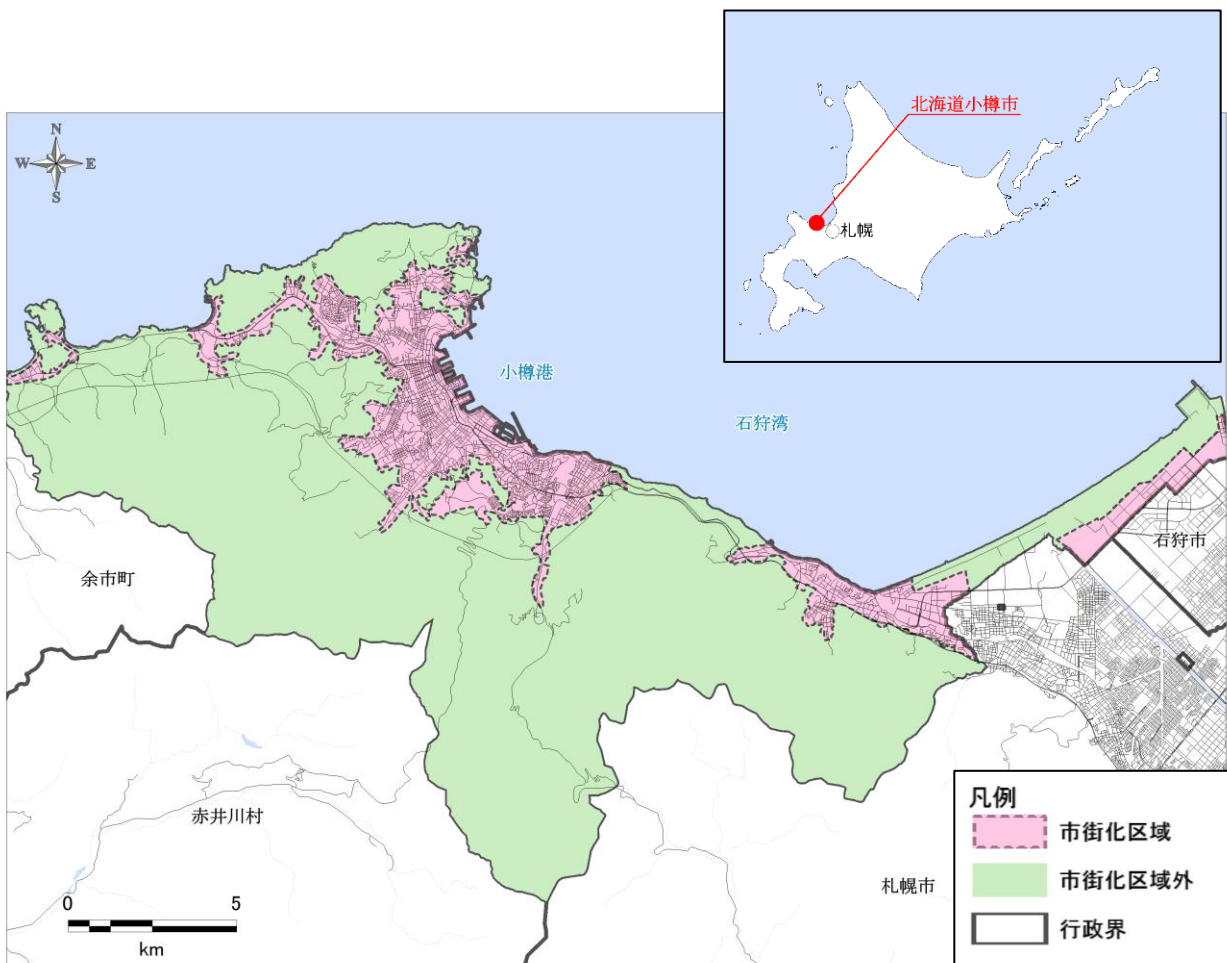 北海道小樽市
札幌
N
W
E
S
小樽港
石狩湾
石狩市
余市町
赤井川村
札幌市
0
5
km
凡例
市街化区域
市街化区域外
行政界